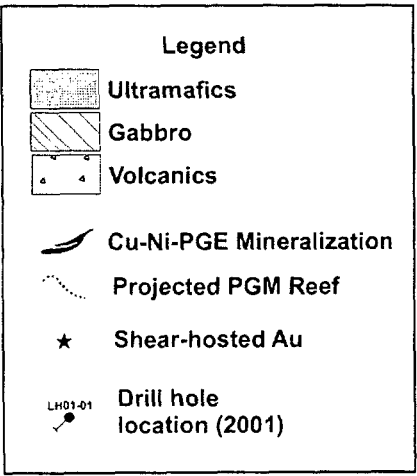 Legend
Ultramafics
Gabbro
Volcanics
Cu-Ni-PGE Mineralization
Projected PGM Reef
Shear-hosted Au
LH01-01
Drill hole
location (2001)